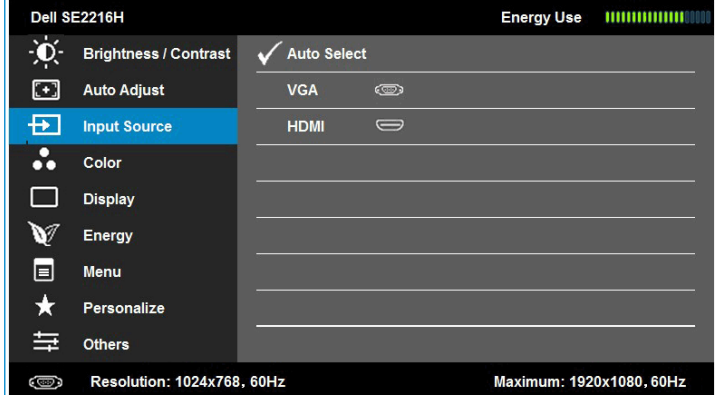 Dell SE2216H Energy Use
Brightness / Contrast Auto Select
Auto Adjust VGA
Input Source HDMI
Color
Display
Energy
Menu
Personalize
Others
Resolution: 1024x768, 60Hz Maximum: 1920x1080, 60Hz